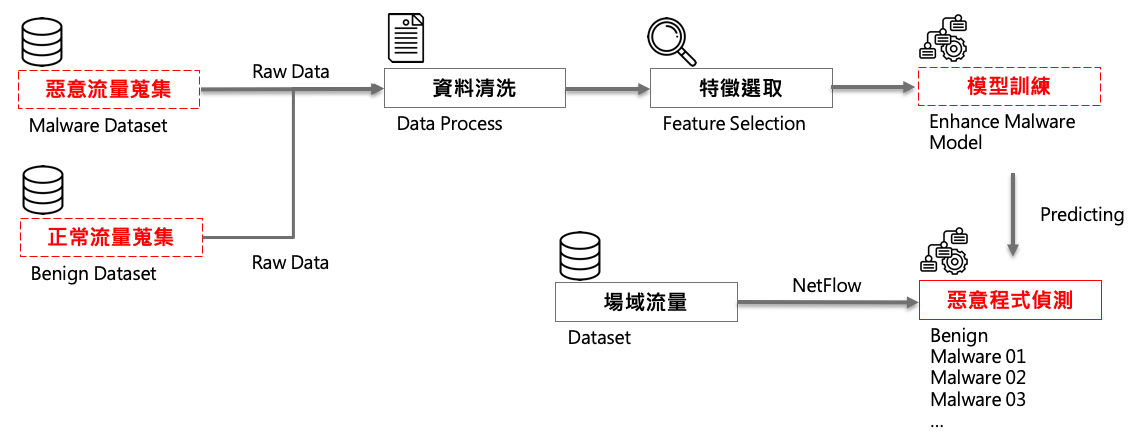 惡意流量蒐集
Malware Dataset
Raw Data
資料清洗
Data Process
特徵選取
Feature Selection
模型訓練
Enhance Malware
Model
正常流量蒐集
Benign Dataset
Raw Data
Predicting
場域流量
Dataset
NetFlow
惡意程式偵測
Benign
Malware 01
Malware 02
Malware 03
...